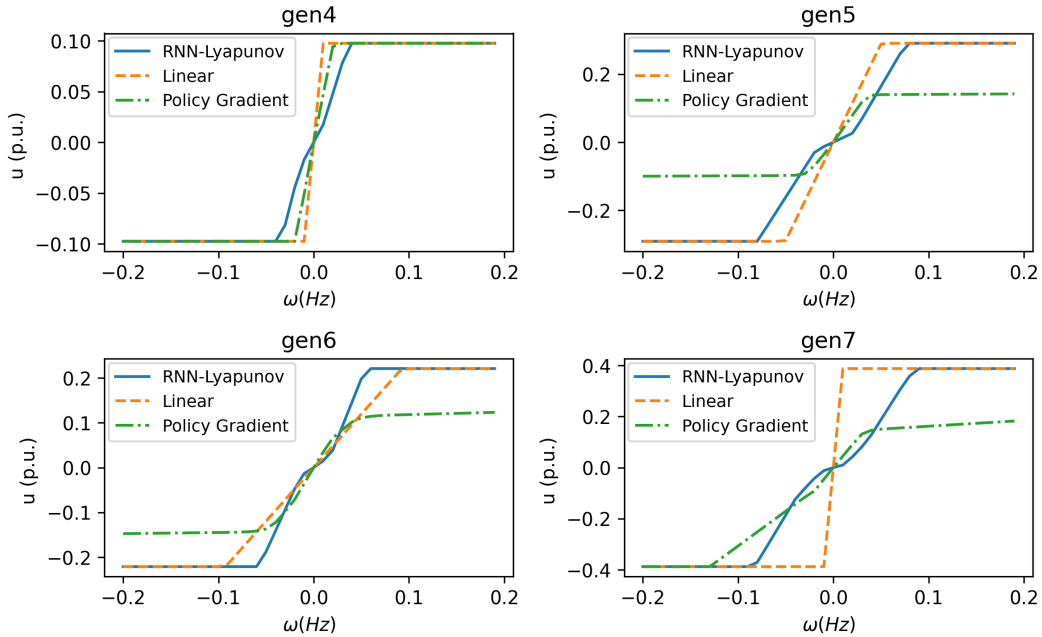 gen4
RNN-Lyapunov
Linear
Policy Gradient
0.10
0.05
0.00
−0.05
−0.10
u (p.u.)
−0.2 −0.1 0.0 0.1 0.2
ω(Hz)
gen5
RNN-Lyapunov
Linear
Policy Gradient
0.2
0.0
−0.2
u (p.u.)
−0.2 −0.1 0.0 0.1 0.2
ω(Hz)
gen6
RNN-Lyapunov
Linear
Policy Gradient
0.2
0.1
0.0
−0.1
−0.2
u (p.u.)
−0.2 −0.1 0.0 0.1 0.2
ω(Hz)
gen7
RNN-Lyapunov
Linear
Policy Gradient
0.4
0.2
0.0
−0.2
−0.4
u (p.u.)
−0.2 −0.1 0.0 0.1 0.2
ω(Hz)